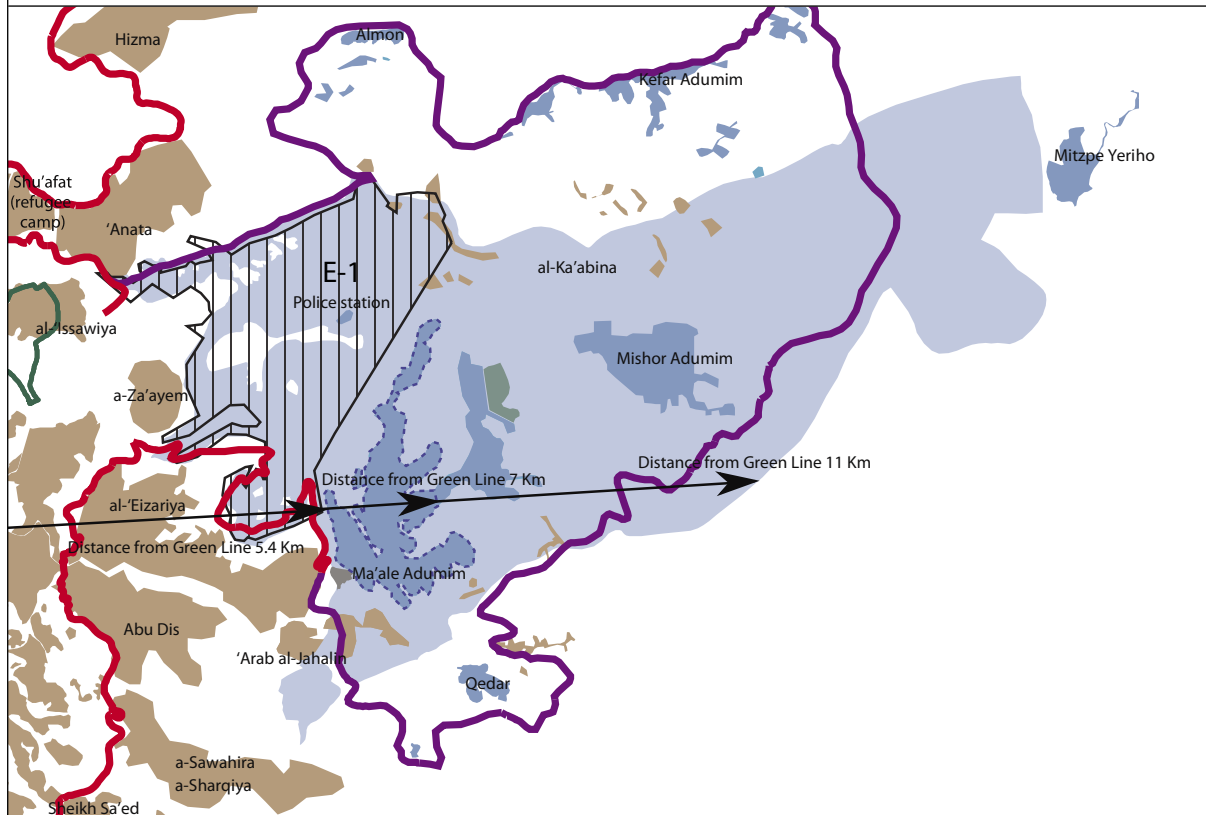 Hizma
Almon
Kefar Adumim
Mitzpe Yeriho
Shu'afat
(refugee
camp)
'Anata
E-1
Police station
al-Ka'abina
al-'Issawiya
Mishor Adumim
a-Za'ayem
Distance from Green Line 11 Km
Distance from Green Line 7 Km
al-'Eizariya
Distance from Green Line 5.4 Km
Ma'ale Adumim
Abu Dis
'Arab al-Jahalin
Qedar
a-Sawahira
a-Sharqiya
Sheikh Sa'ed